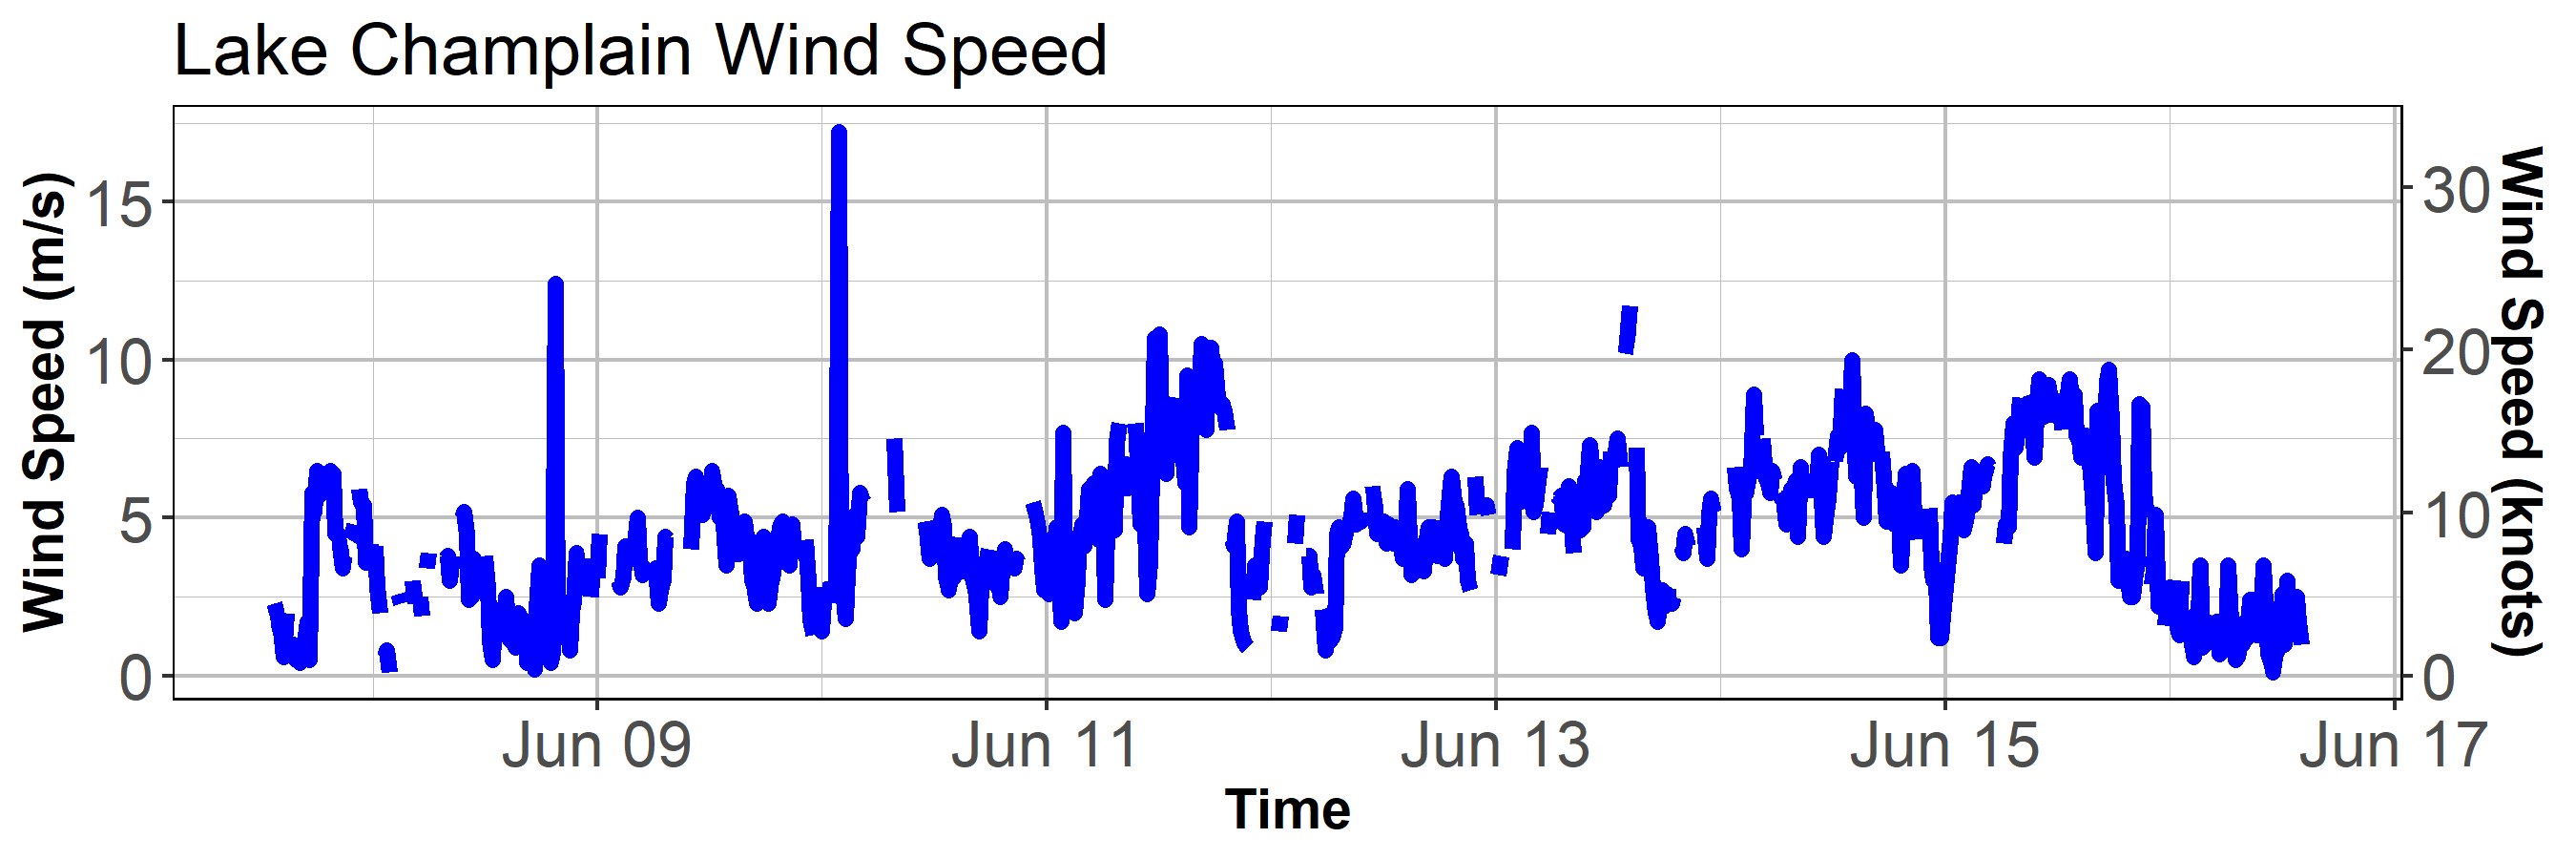 Lake Champlain Wind Speed
Wind Speed (m/s)
15
10
5
0
30
20
10
0
Wind Speed (knots)
Jun 09
Jun 11
Jun 13
Jun 15
Jun 17
Time